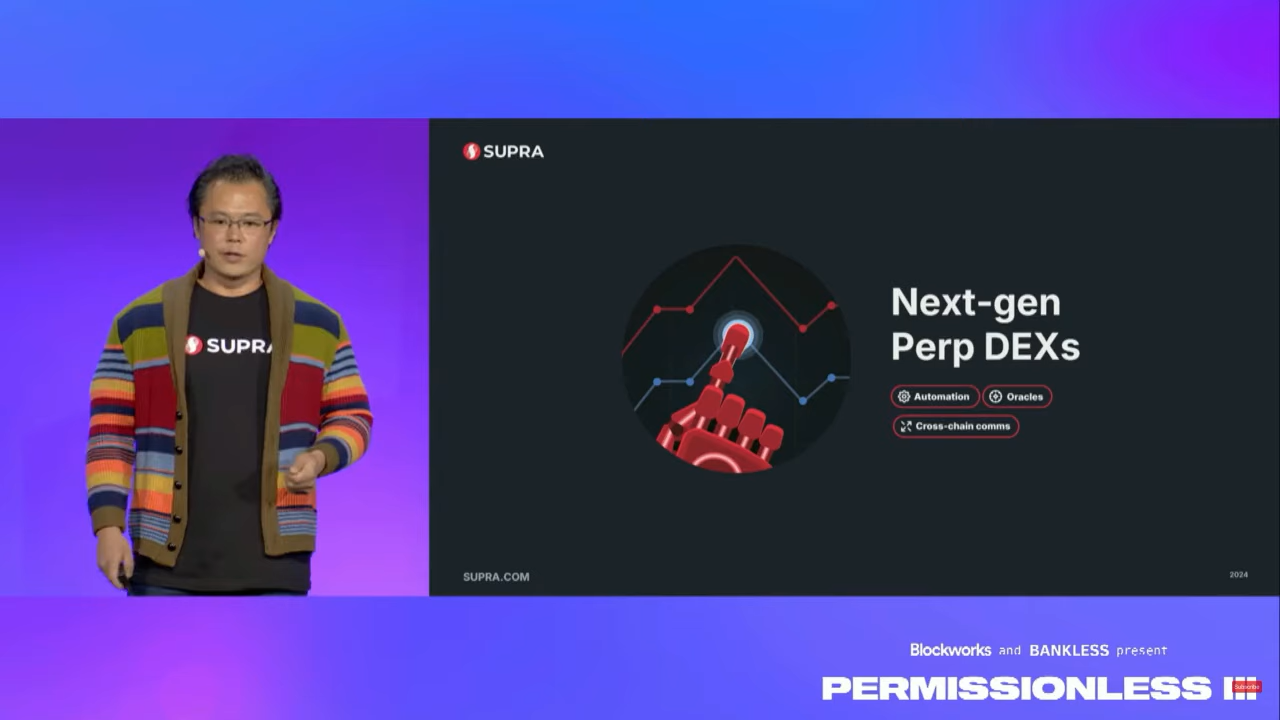 SUPRA
SUPRA
Next-gen
Perp DEXs
Automation
Oracles
Cross-chain comms
SUPRA.COM
2024
Blockworks and BANKLESS present
PERMISSIONLESS III
Subscribe